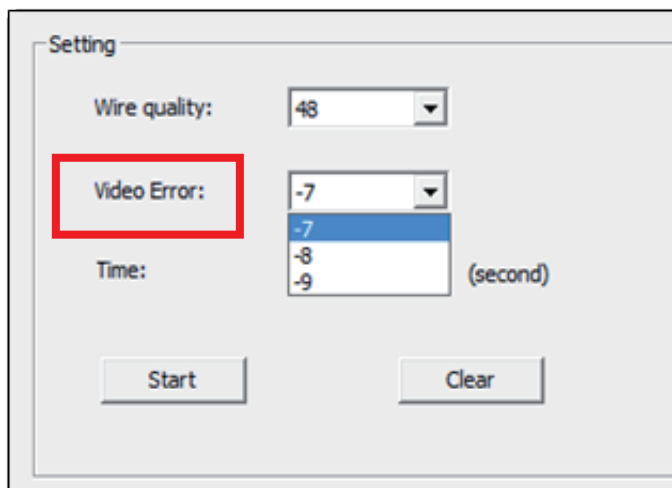 Setting
Wire quality: 48
Video Error: -7
-7
-8
Time: (second)
-9
Start Clear